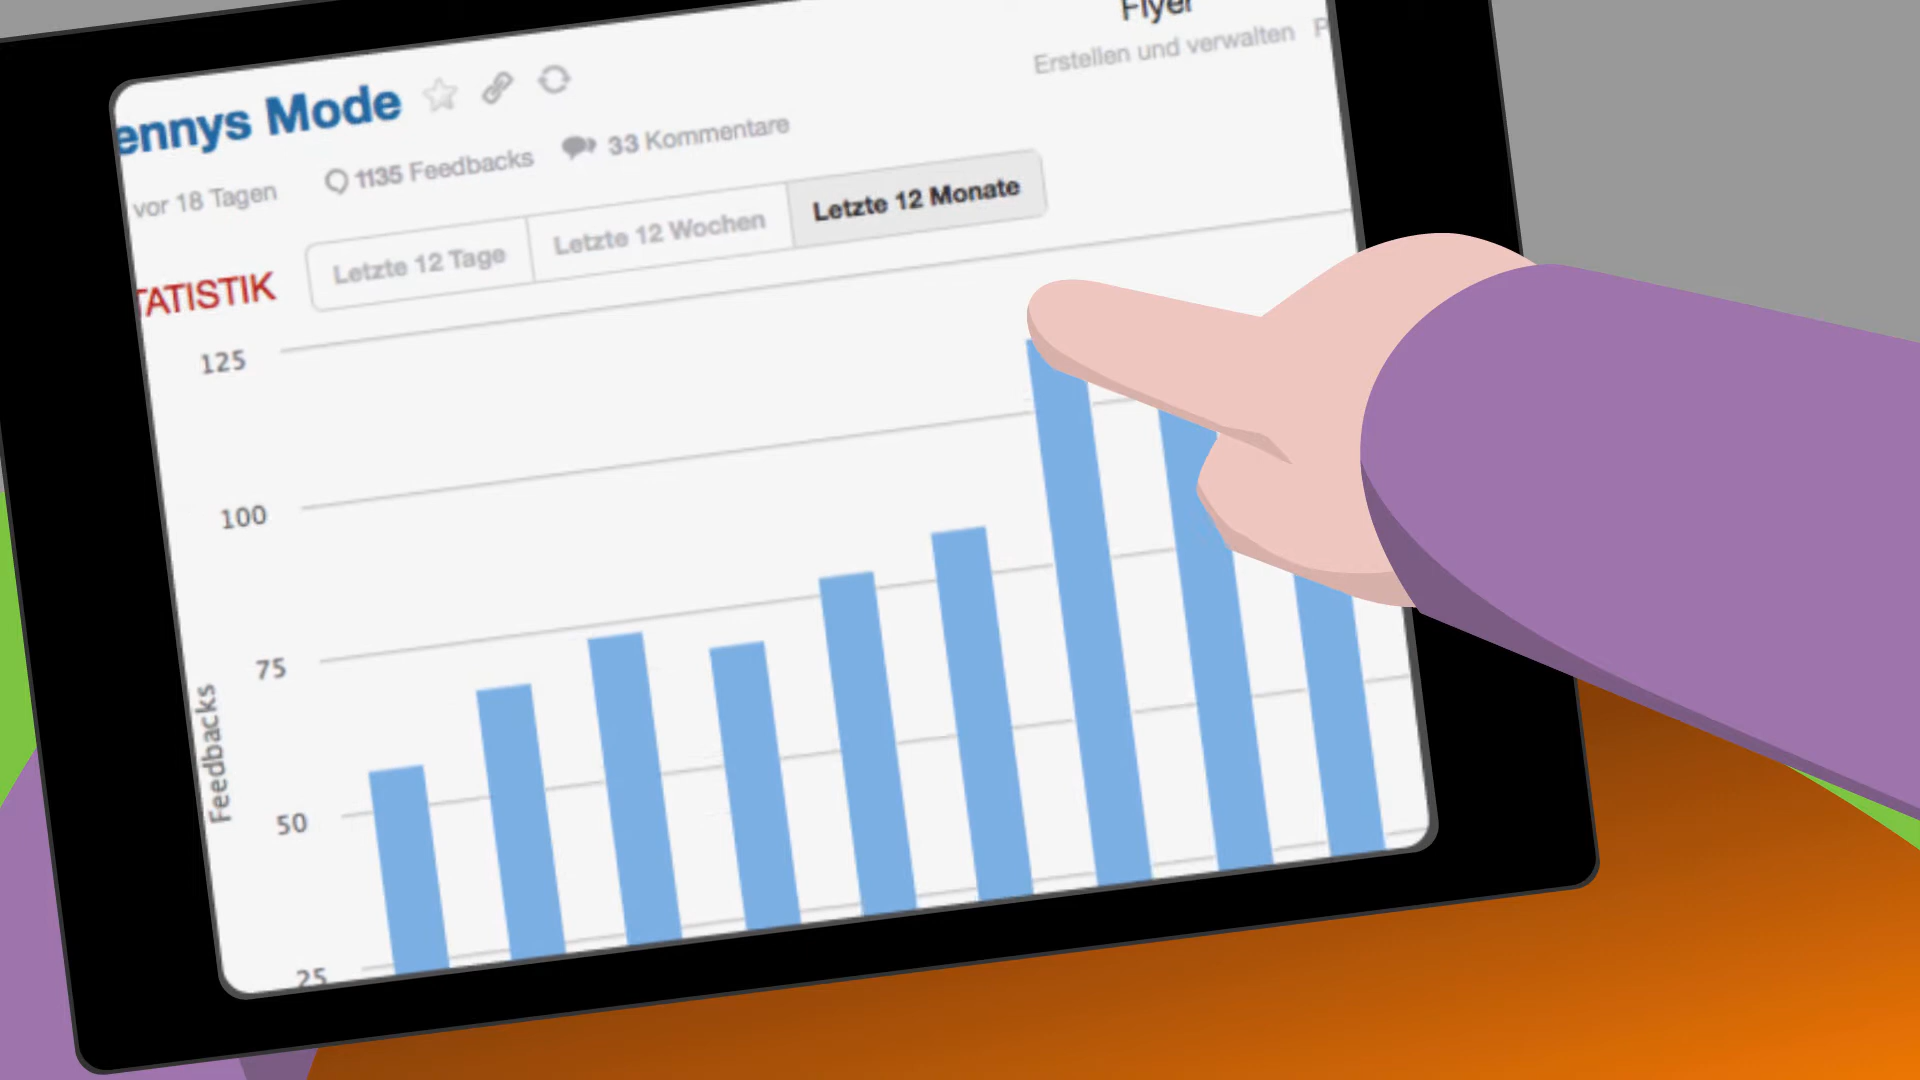 Flyer
Erstellen und verwalten
ennys Mode
vor 18 Tagen
1135 Feedbacks
33 Kommentare
TATISTIK
Letzte 12 Tage
Letzte 12 Wochen
Letzte 12 Monate
125
100
75
50
25
Feedbacks